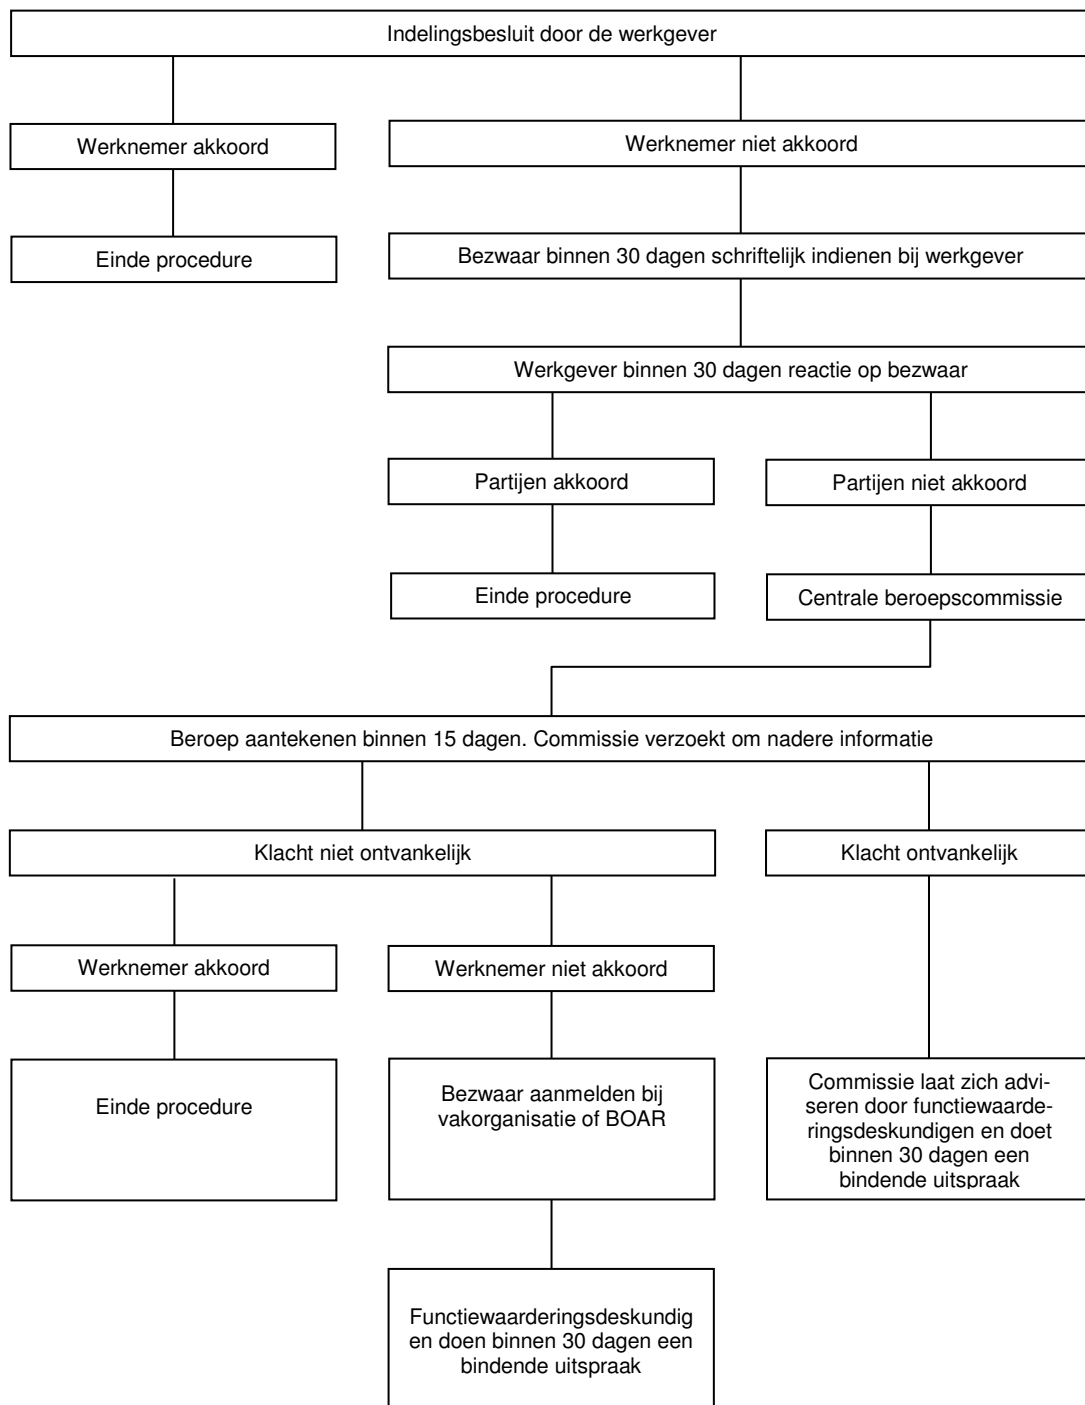 Indelingsbesluit door de werkgever
Werknemer akkoord
Werknemer niet akkoord
Einde procedure
Bezwaar binnen 30 dagen schriftelijk indienen bij werkgever
Werkgever binnen 30 dagen reactie op bezwaar
Partijen akkoord
Partijen niet akkoord
Einde procedure
Centrale beroepscommissie
Beroep aantekenen binnen 15 dagen. Commissie verzoekt om nadere informatie
Klacht niet ontvankelijk
Klacht ontvankelijk
Werknemer akkoord
Werknemer niet akkoord
Einde procedure
Bezwaar aanmelden bij
vakorganisatie of BOAR
Commissie laat zich advi-
seren door functiewaarde-
ringsdeskundigen en doet
binnen 30 dagen een
bindende uitspraak
Functiewaarderingsdeskundig
en doen binnen 30 dagen een
bindende uitspraak